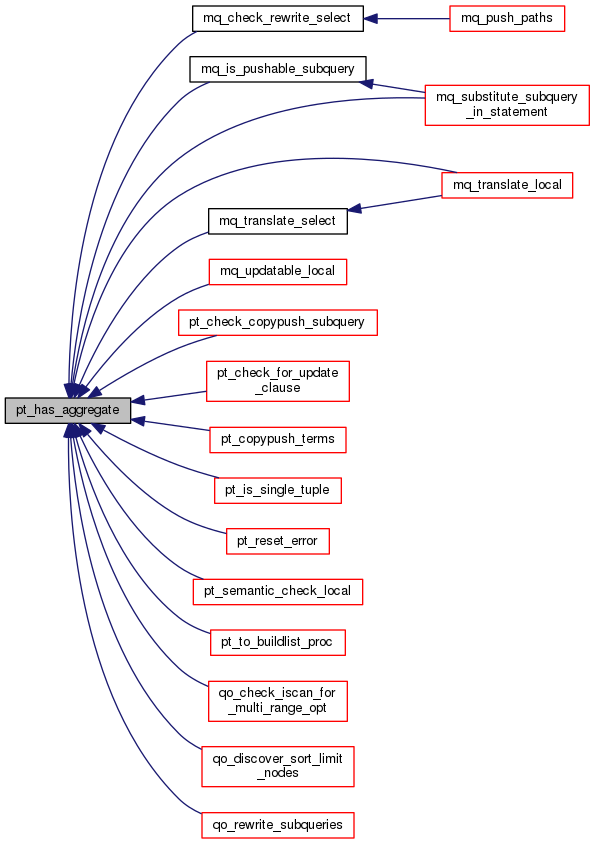 mq_check_rewrite_select
mq_push_paths
mq_is_pushable_subquery
mq_substitute_subquery
_in_statement
mq_translate_local
mq_translate_select
mq_updatable_local
pt_check_copypush_subquery
pt_check_for_update
_clause
pt_has_aggregate
pt_copypush_terms
pt_is_single_tuple
pt_reset_error
pt_semantic_check_local
pt_to_buildlist_proc
qo_check_iscan_for
_multi_range_opt
qo_discover_sort_limit
_nodes
qo_rewrite_subqueries